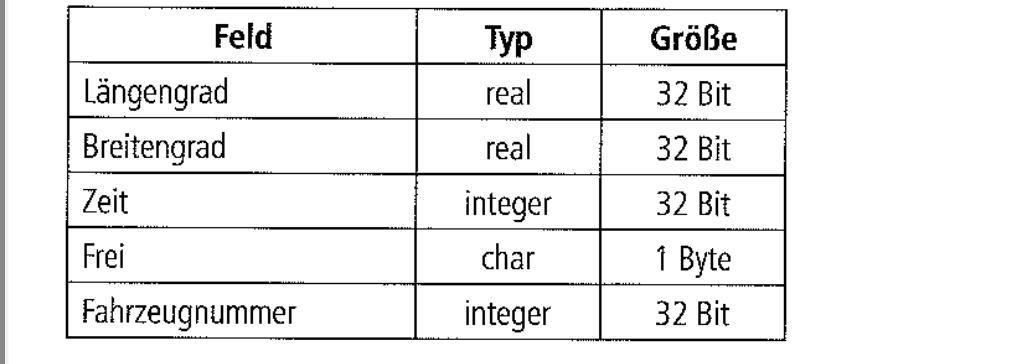 Feld Typ Größe
Längengrad real 32 Bit
Breitengrad real 32 Bit
Zeit integer 32 Bit
Frei char 1 Byte
Fahrzeugnummer integer 32 Bit